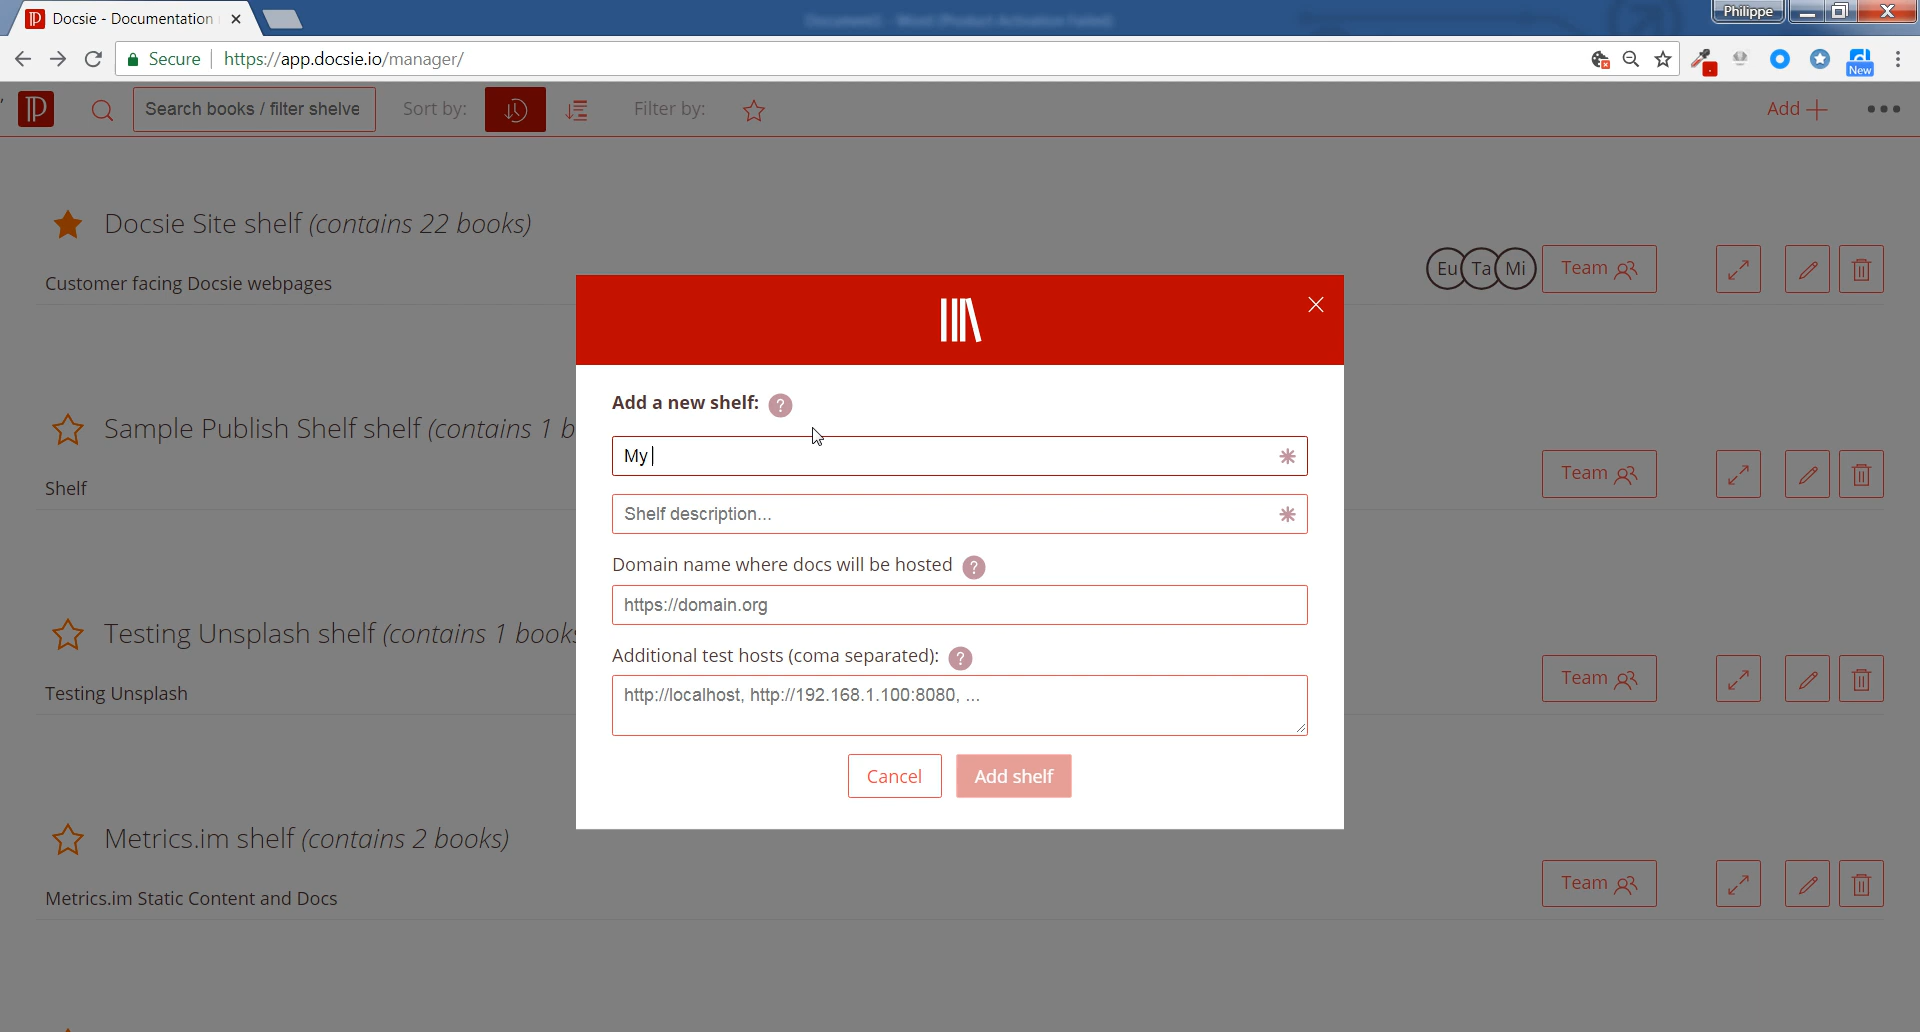 Docsie - Documentation
Philippe
Secure https://app.docsie.io/manager/
New
Search books / filter shelve Sort by: Filter by: Add
Docsie Site shelf (contains 22 books)
Customer facing Docsie webpages
Eu Ta Mi Team
Add a new shelf: ?
My
Sample Publish Shelf shelf (contains 1 b
Shelf
Team
Shelf description...
Domain name where docs will be hosted ?
https://domain.org
Testing Unsplash shelf (contains 1 books
Testing Unsplash
Team
Additional test hosts (coma separated): ?
http://localhost, http://192.168.1.100:8080, ...
Cancel Add shelf
Metrics.im shelf (contains 2 books)
Metrics.im Static Content and Docs
Team